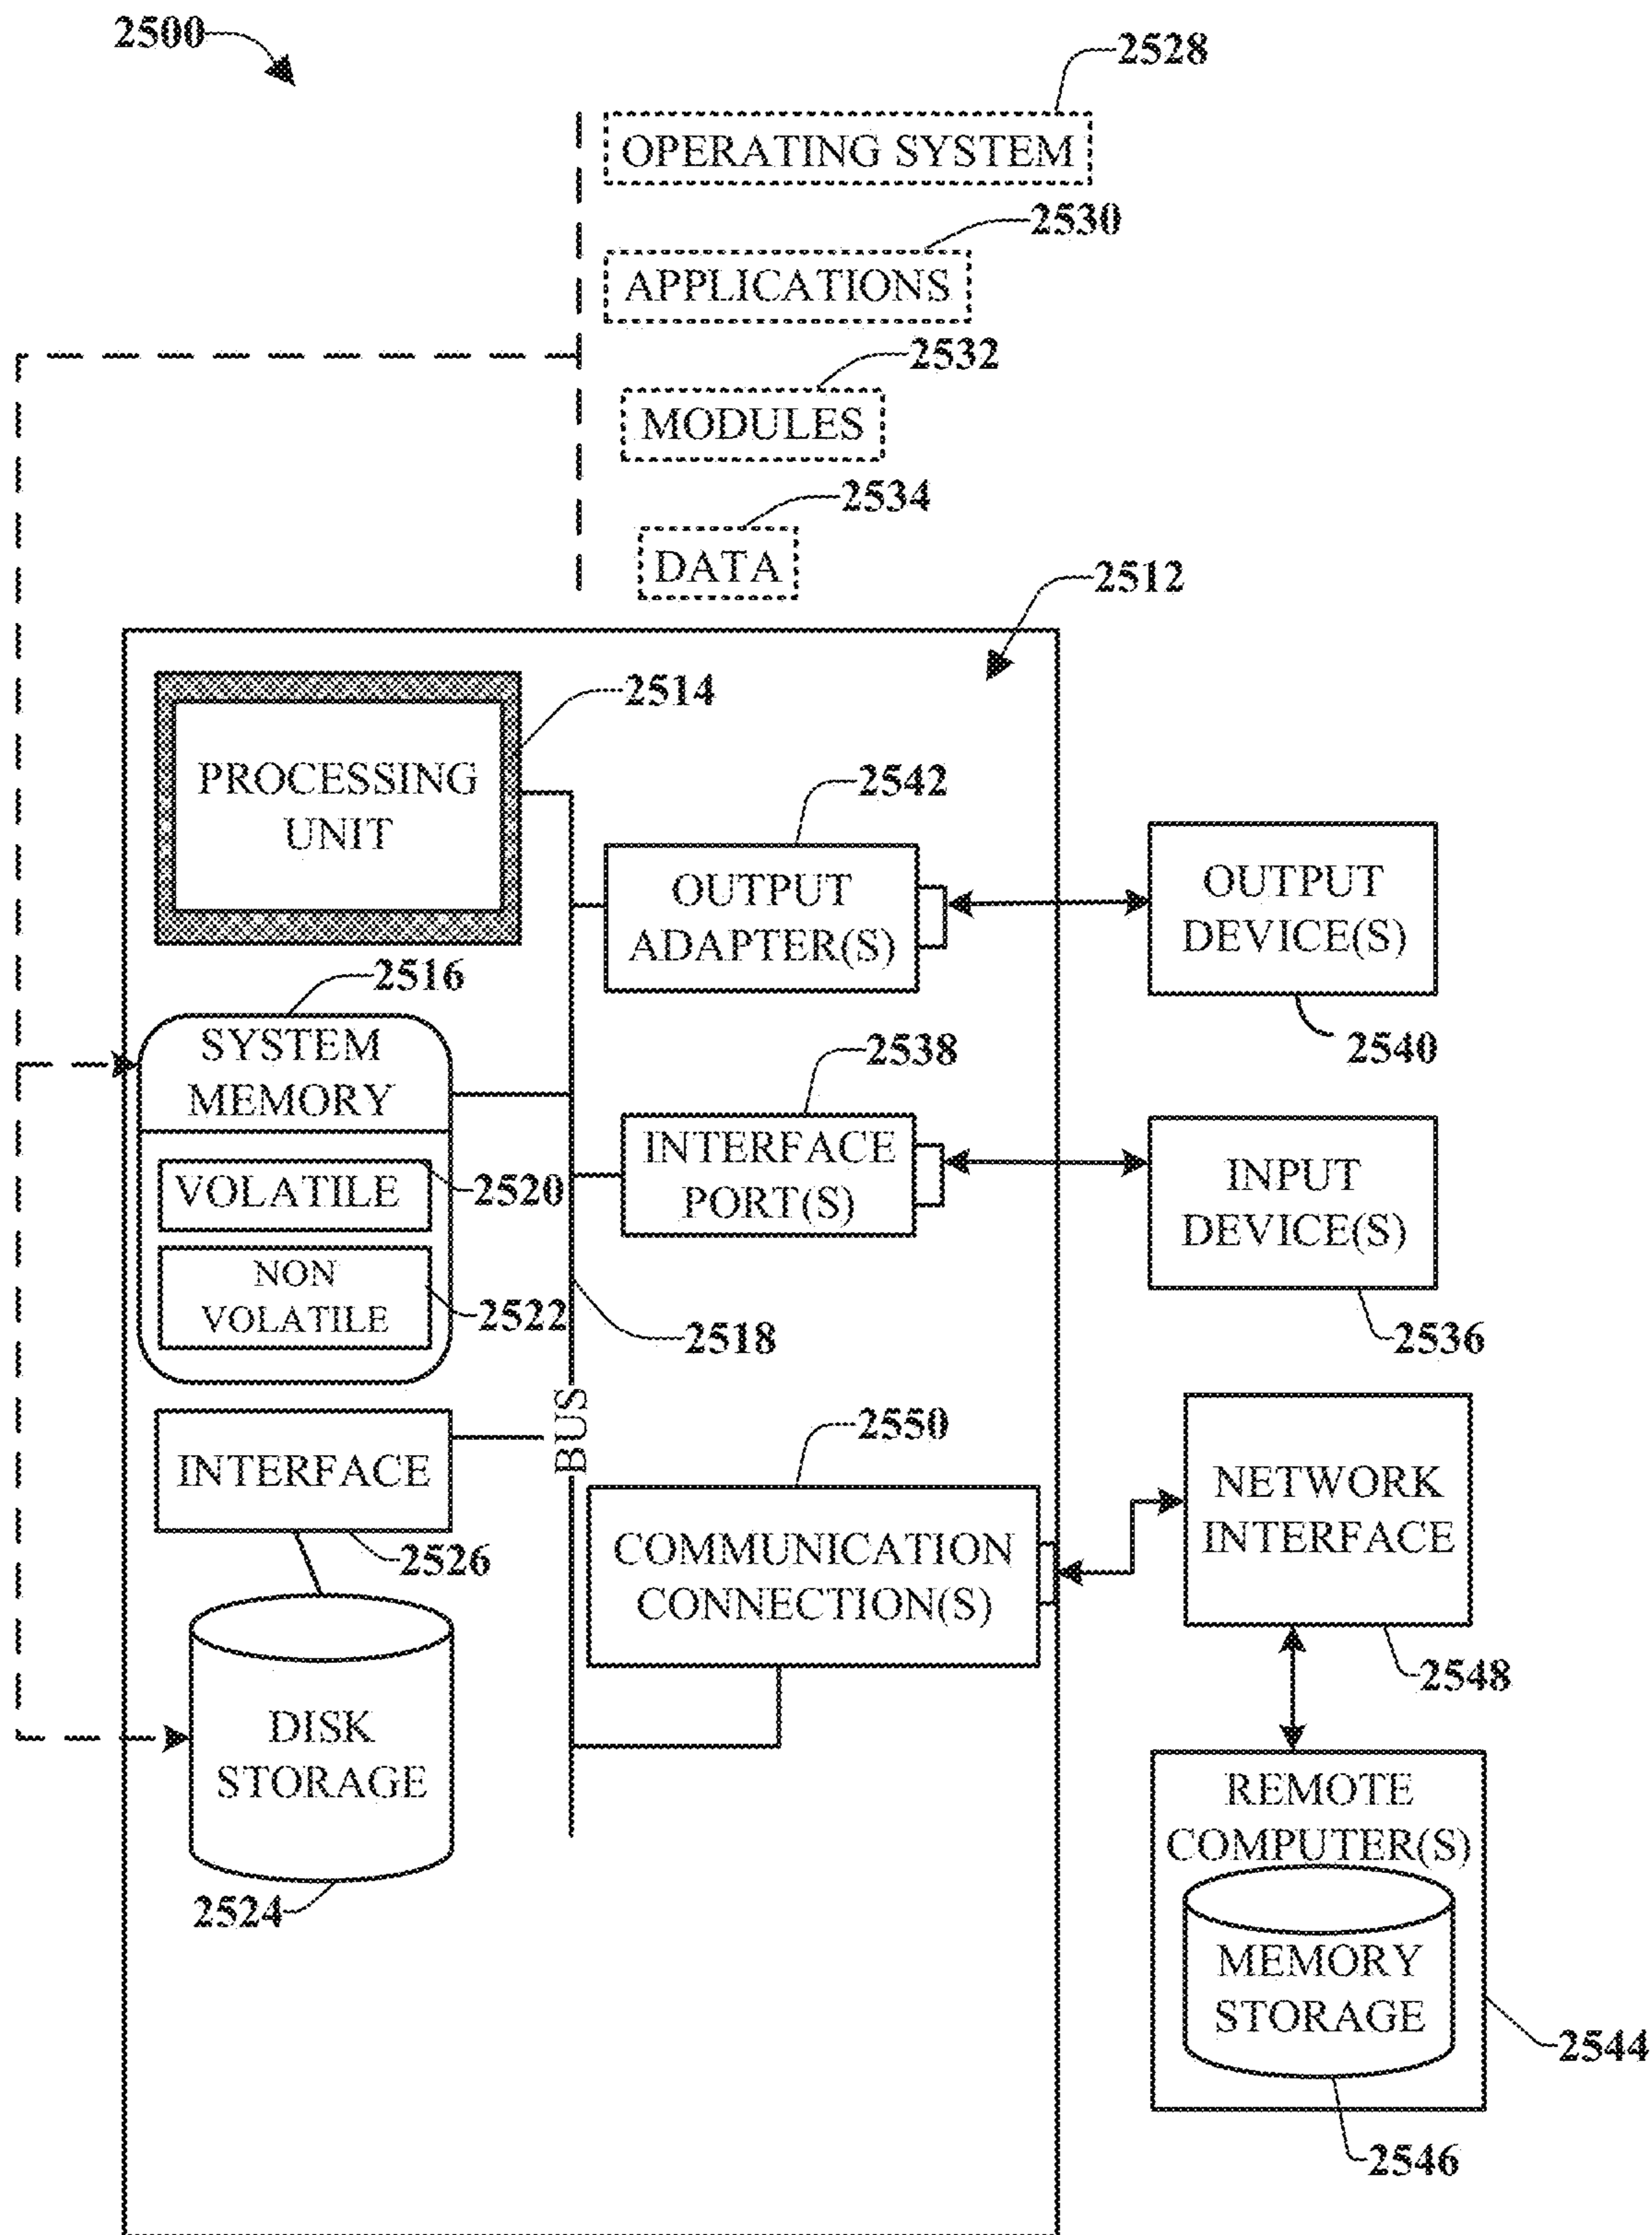 2500
2528
OPERATING SYSTEM
2530
APPLICATIONS
2532
MODULES
2534
DATA
2512
2514
PROCESSING
UNIT
2542
OUTPUT
ADAPTER(S)
OUTPUT
DEVICE(S)
2540
2516
SYSTEM
MEMORY
VOLATILE
2520
NON
VOLATILE
2522
2538
INTERFACE
PORT(S)
INPUT
DEVICE(S)
2536
2518
BUS
INTERFACE
2526
2550
COMMUNICATION
CONNECTION(S)
NETWORK
INTERFACE
2548
DISK
STORAGE
2524
REMOTE
COMPUTER(S)
MEMORY
STORAGE
2544
2546